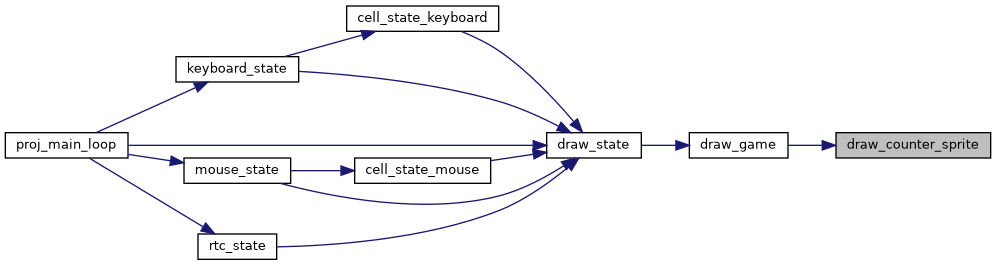 cell_state_keyboard
keyboard_state
proj_main_loop
draw_state
draw_game
draw_counter_sprite
mouse_state
cell_state_mouse
rtc_state